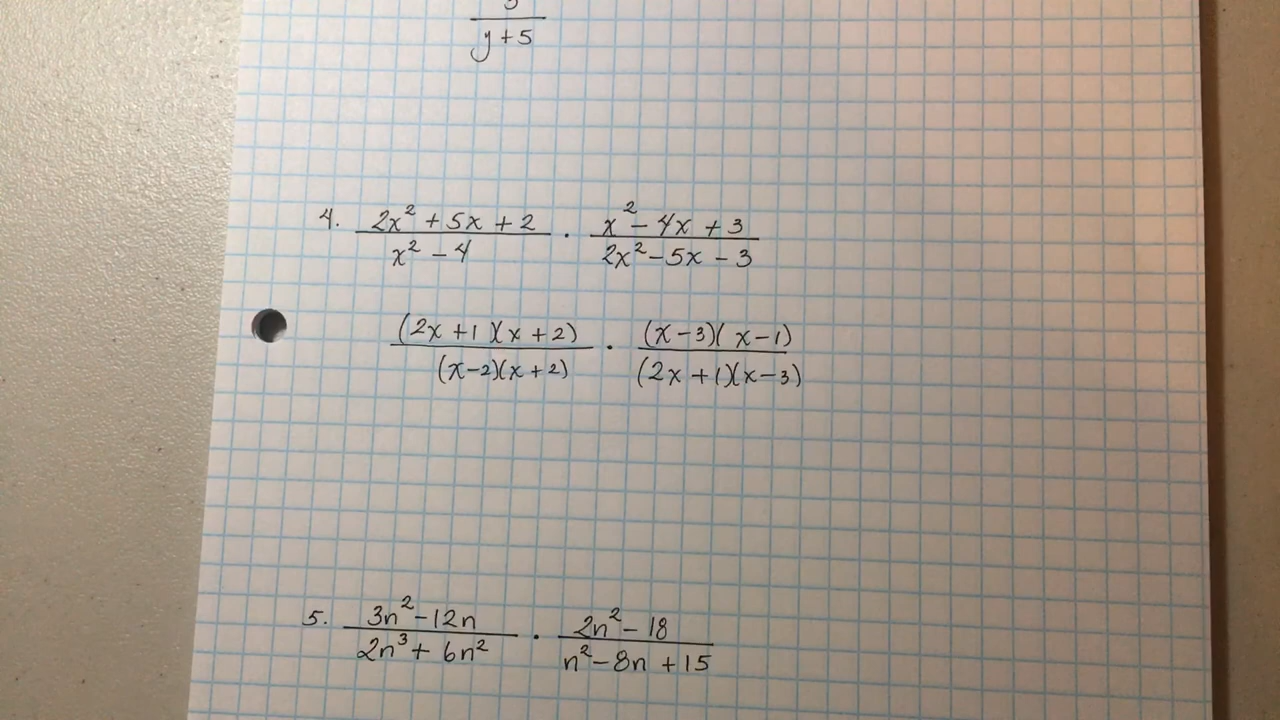 y + 5
4. (2x² + 5x + 2)/(x² - 4) · (x² - 4x + 3)/(2x² - 5x - 3)
((2x + 1)(x + 2))/((x - 2)(x + 2)) · ((x - 3)(x - 1))/((2x + 1)(x - 3))
5. (3n² - 12n)/(2n³ + 6n²) · (2n² - 18)/(n² - 8n + 15)